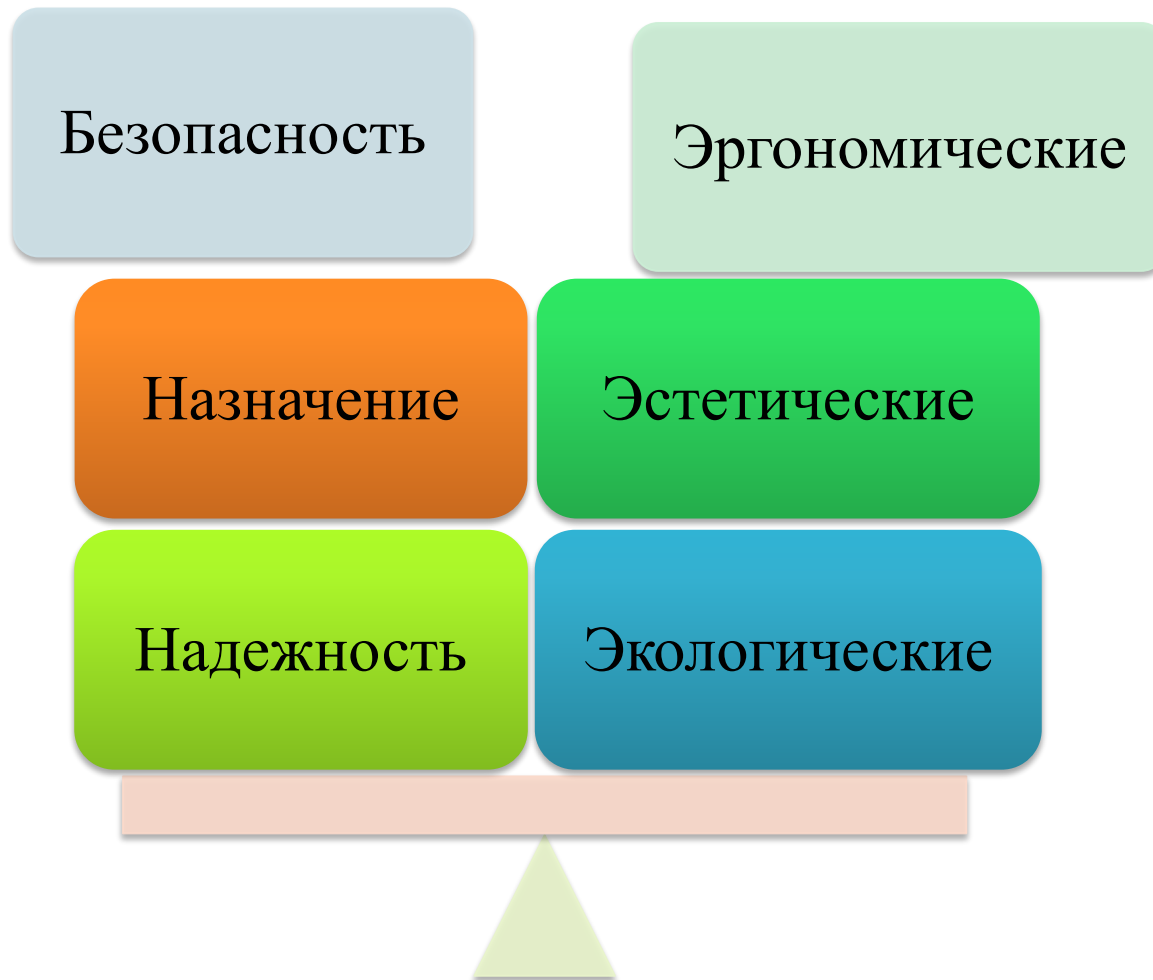 Безопасность
Эргономические
Назначение
Эстетические
Надежность
Экологические